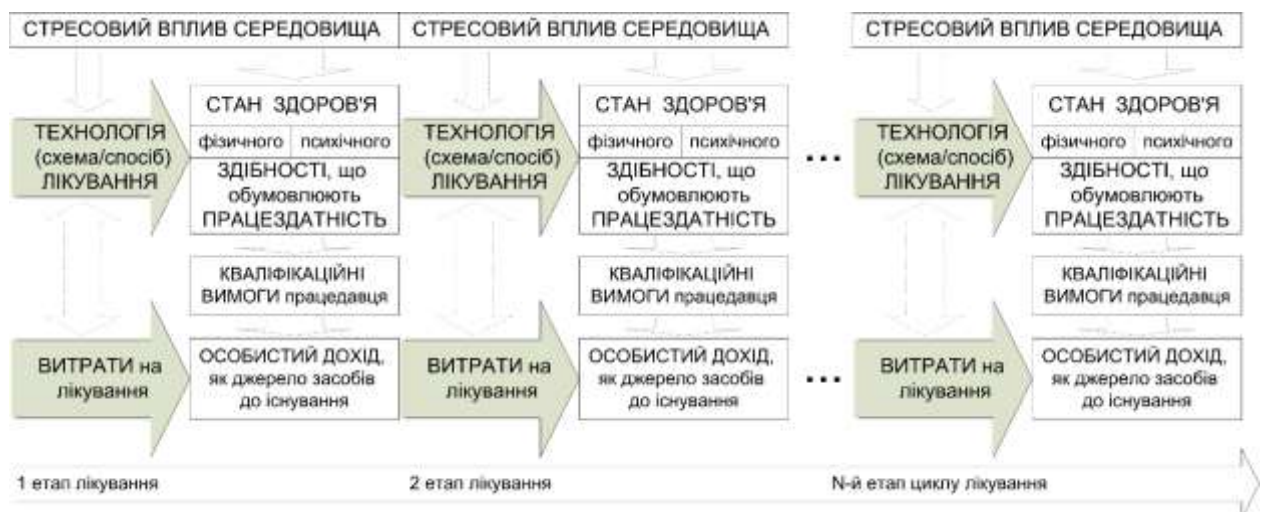 СТРЕСОВИЙ ВПЛИВ СЕРЕДОВИЩА
ТЕХНОЛОГІЯ
(схема/спосіб)
ЛІКУВАННЯ
СТАН ЗДОРОВ'Я
фізичного психічного
ЗДІБНОСТІ, що
обумовлюють
ПРАЦЕЗДАТНІСТЬ
КВАЛІФІКАЦІЙНІ
ВИМОГИ працедавця
ВИТРАТИ на
лікування
ОСОБИСТИЙ ДОХІД,
як джерело засобів
до існування
1 етап лікування
СТРЕСОВИЙ ВПЛИВ СЕРЕДОВИЩА
ТЕХНОЛОГІЯ
(схема/спосіб)
ЛІКУВАННЯ
СТАН ЗДОРОВ'Я
фізичного психічного
ЗДІБНОСТІ, що
обумовлюють
ПРАЦЕЗДАТНІСТЬ
КВАЛІФІКАЦІЙНІ
ВИМОГИ працедавця
ВИТРАТИ на
лікування
ОСОБИСТИЙ ДОХІД,
як джерело засобів
до існування
2 етап лікування
...
...
СТРЕСОВИЙ ВПЛИВ СЕРЕДОВИЩА
ТЕХНОЛОГІЯ
(схема/спосіб)
ЛІКУВАННЯ
СТАН ЗДОРОВ'Я
фізичного психічного
ЗДІБНОСТІ, що
обумовлюють
ПРАЦЕЗДАТНІСТЬ
КВАЛІФІКАЦІЙНІ
ВИМОГИ працедавця
ВИТРАТИ на
лікування
ОСОБИСТИЙ ДОХІД,
як джерело засобів
до існування
N-й етап циклу лікування